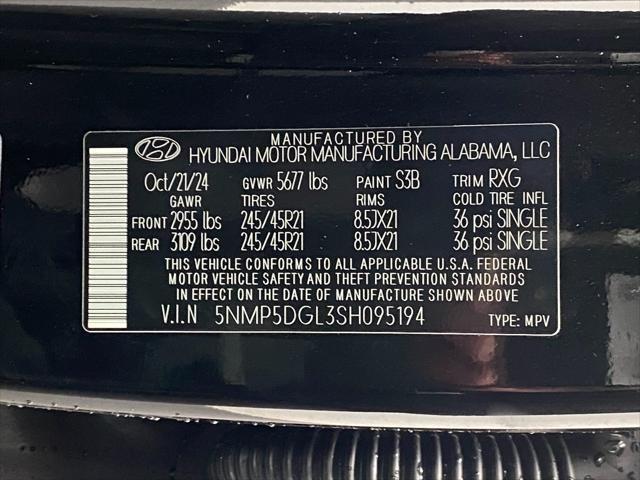 MANUFACTURED BY
HYUNDAI MOTOR MANUFACTURING ALABAMA, LLC
Oct/21/24 GVWR 5677 lbs PAINT S3B TRIM RXG
GAWR TIRES RIMS COLD TIRE INFL
FRONT 2955 lbs 245/45R21 8.5JX21 36 psi SINGLE
REAR 3109 lbs 245/45R21 8.5JX21 36 psi SINGLE
THIS VEHICLE CONFORMS TO ALL APPLICABLE U.S.A. FEDERAL
MOTOR VEHICLE SAFETY AND THEFT PREVENTION STANDARDS
IN EFFECT ON THE DATE OF MANUFACTURE SHOWN ABOVE
V.I.N 5NMP5DGL3SH095194 TYPE: MPV